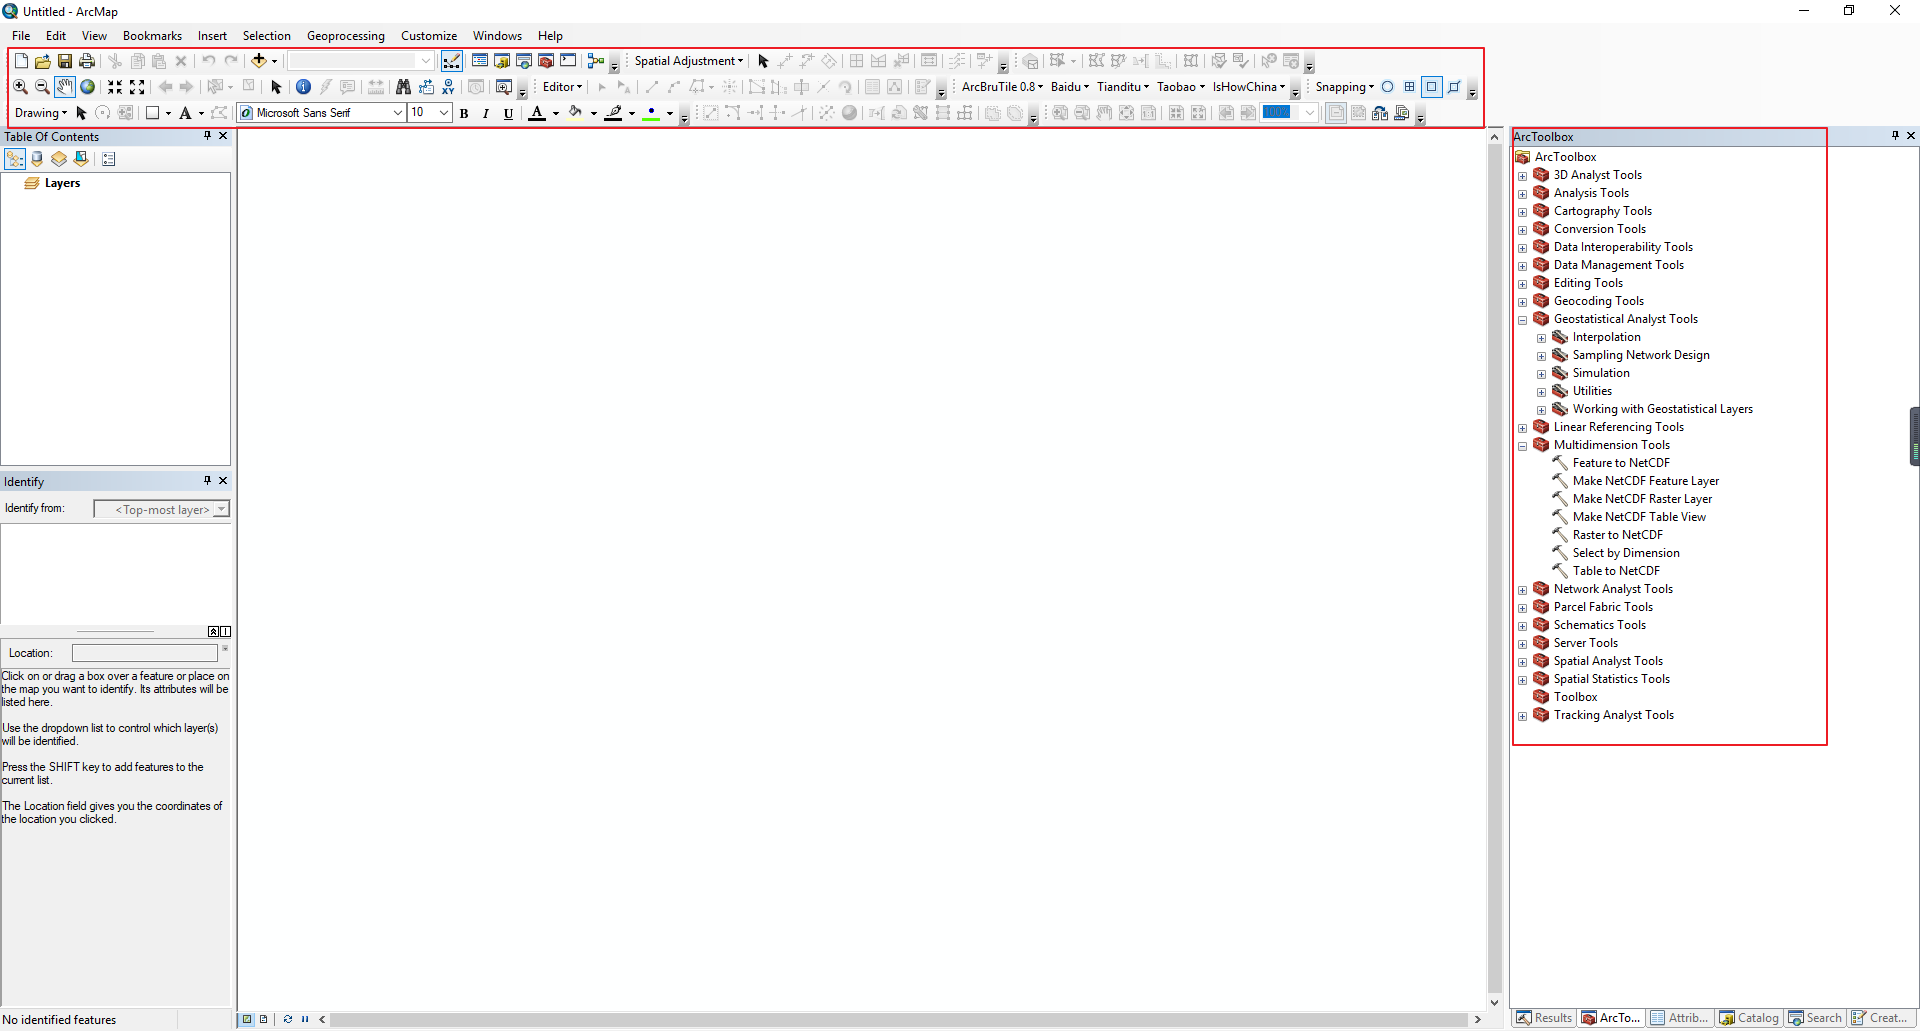 Untitled - ArcMap
File Edit View Bookmarks Insert Selection Geoprocessing Customize Windows Help
Spatial Adjustment
Editor ArcBruTile 0.8 Baidu Tianditu Taobao IsHowChina Snapping
Drawing A Microsoft Sans Serif 10 B I U A 100%
Table Of Contents
Layers
Identify
Identify from: <Top-most layer>
Location:
Click on or drag a box over a feature or place on
the map you want to identify. Its attributes will be
listed here.
Use the dropdown list to control which layer(s)
will be identified.
Press the SHIFT key to add features to the
current list.
The Location field gives you the coordinates of
the location you clicked.
No identified features
ArcToolbox
ArcToolbox
3D Analyst Tools
Analysis Tools
Cartography Tools
Conversion Tools
Data Interoperability Tools
Data Management Tools
Editing Tools
Geocoding Tools
Geostatistical Analyst Tools
Interpolation
Sampling Network Design
Simulation
Utilities
Working with Geostatistical Layers
Linear Referencing Tools
Multidimension Tools
Feature to NetCDF
Make NetCDF Feature Layer
Make NetCDF Raster Layer
Make NetCDF Table View
Raster to NetCDF
Select by Dimension
Table to NetCDF
Network Analyst Tools
Parcel Fabric Tools
Schematics Tools
Server Tools
Spatial Analyst Tools
Spatial Statistics Tools
Toolbox
Tracking Analyst Tools
Results ArcTo... Attrib... Catalog Search Creat...